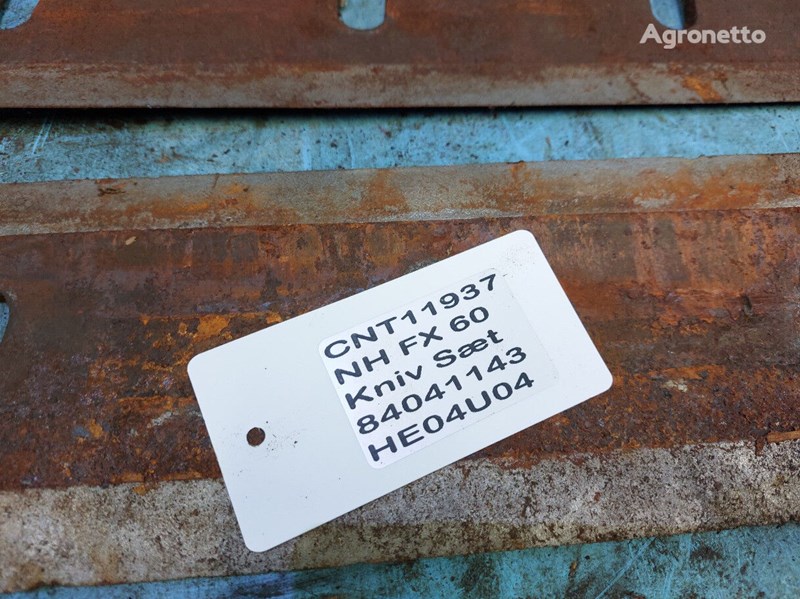 Agronetto
CNT11937
NH FX 60
Kniv Sæt
84041143
HE04U04